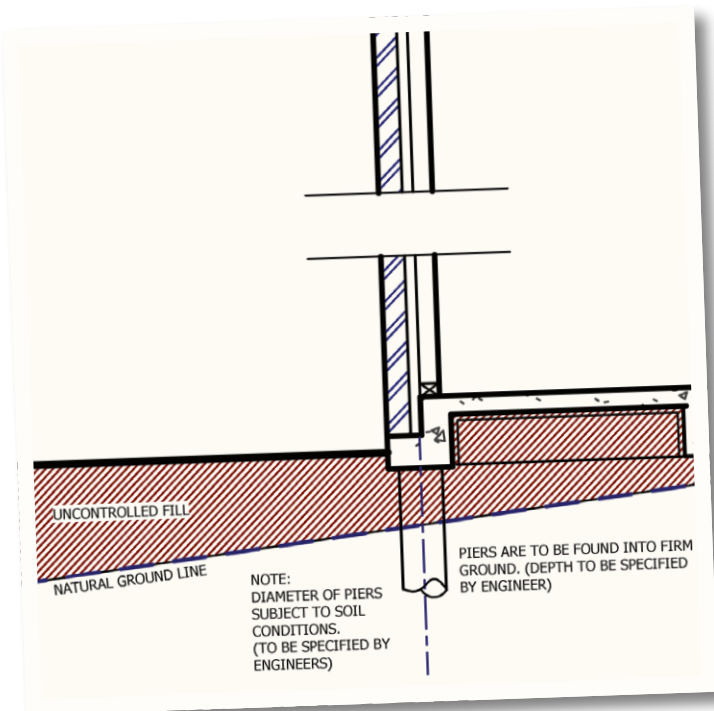 UNCONTROLLED FILL
NATURAL GROUND LINE
NOTE:
DIAMETER OF PIERS
SUBJECT TO SOIL
CONDITIONS.
(TO BE SPECIFIED BY
ENGINEERS)
PIERS ARE TO BE FOUND INTO FIRM
GROUND. (DEPTH TO BE SPECIFIED
BY ENGINEER)